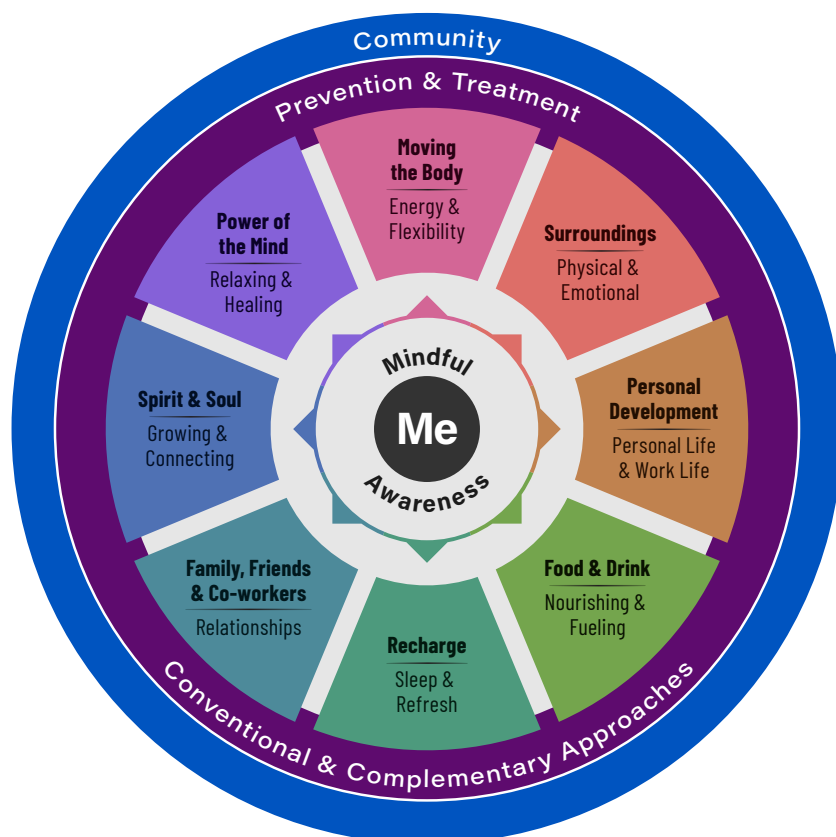 Community
Prevention & Treatment
Moving
the Body
Energy &
Flexibility
Surroundings
Physical &
Emotional
Personal
Development
Personal Life
& Work Life
Food & Drink
Nourishing &
Fueling
Recharge
Sleep &
Refresh
Family, Friends
& Co-workers
Relationships
Spirit & Soul
Growing &
Connecting
Power of
the Mind
Relaxing &
Healing
Mindful
Me
Awareness
Conventional & Complementary Approaches